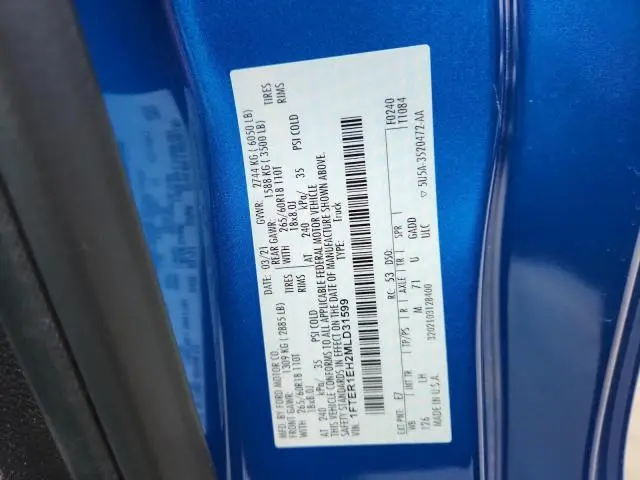 MFD. BY FORD MOTOR CO.
DATE: 03/21 GVWR: 2744 KG ( 6050 LB)
FRONT GAWR: 1309 KG ( 2885 LB) REAR GAWR: 1588 KG ( 3500 LB)
WITH 265/60R18 110T TIRES WITH 265/60R18 110T TIRES
18x8.0J RIMS 18x8.0J RIMS
AT 240 kPa/ 35 PSI COLD AT 240 kPa/ 35 PSI COLD
THIS VEHICLE CONFORMS TO ALL APPLICABLE FEDERAL MOTOR VEHICLE
SAFETY STANDARDS IN EFFECT ON THE DATE OF MANUFACTURE SHOWN ABOVE.
VIN: 1FTER1EH2MLD31599 Truck
F0240
T1084
EXT PNT: E7 RC: 53 DSO:
WB INT TR TP/PS R AXLE TR SPR
126 LH M 71 U GADD
ULC
MADE IN U.S.A. 3202103128400 ▽ 5U5A-3520472-AA